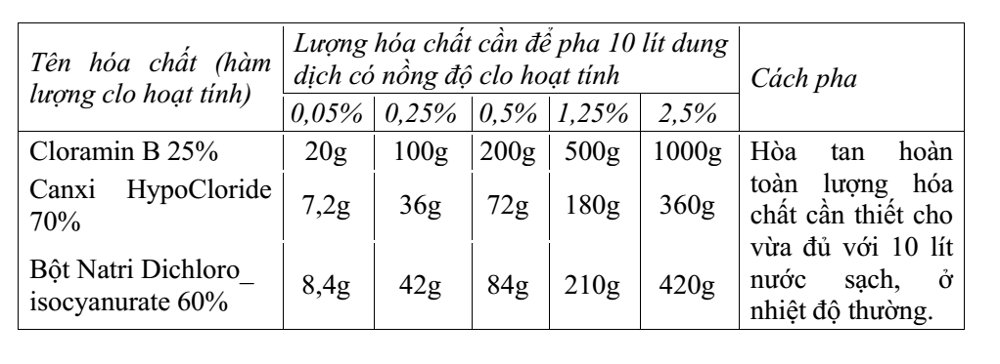 Tên hóa chất (hàm
lượng clo hoạt tính)
Lượng hóa chất cần để pha 10 lít dung
dịch có nồng độ clo hoạt tính
Cách pha
0,05% 0,25% 0,5% 1,25% 2,5%
Cloramin B 25% 20g 100g 200g 500g 1000g
Canxi HypoCloride
70%
7,2g 36g 72g 180g 360g
Bột Natri Dichloro_
isocyanurate 60%
8,4g 42g 84g 210g 420g
Hòa tan hoàn
toàn lượng hóa
chất cần thiết cho
vừa đủ với 10 lít
nước sạch, ở
nhiệt độ thường.